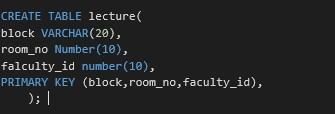 CREATE TABLE lecture(
block VARCHAR(20),
room_no Number(10),
falculty_id number(10),
PRIMARY KEY (block,room_no,faculty_id),
);